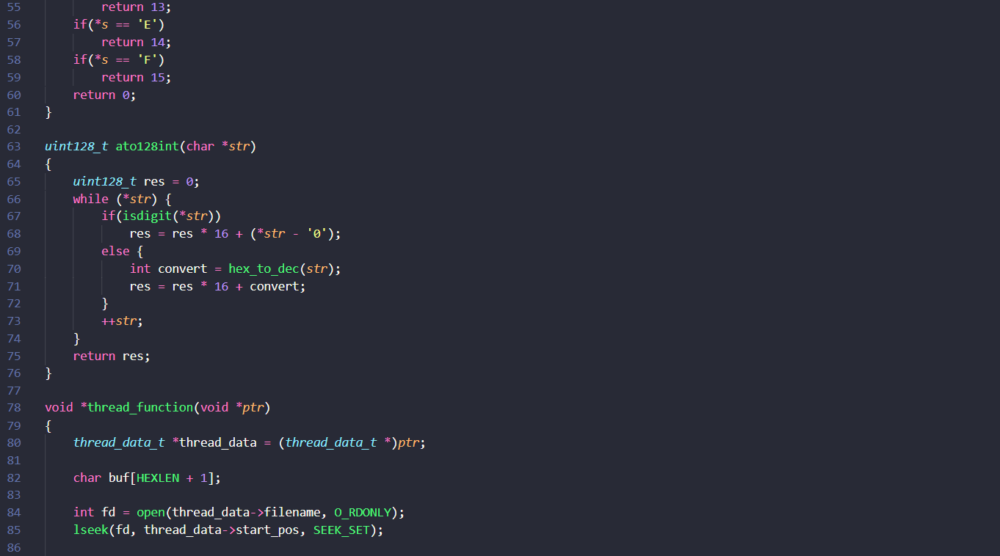 55 return 13;
56 if(*s == 'E')
57 return 14;
58 if(*s == 'F')
59 return 15;
60 return 0;
61 }
62
63 uint128_t ato128int(char *str)
64 {
65 uint128_t res = 0;
66 while (*str) {
67 if(isdigit(*str))
68 res = res * 16 + (*str - '0');
69 else {
70 int convert = hex_to_dec(str);
71 res = res * 16 + convert;
72 }
73 ++str;
74 }
75 return res;
76 }
77
78 void *thread_function(void *ptr)
79 {
80 thread_data_t *thread_data = (thread_data_t *)ptr;
81
82 char buf[HEXLEN + 1];
83
84 int fd = open(thread_data->filename, O_RDONLY);
85 lseek(fd, thread_data->start_pos, SEEK_SET);
86